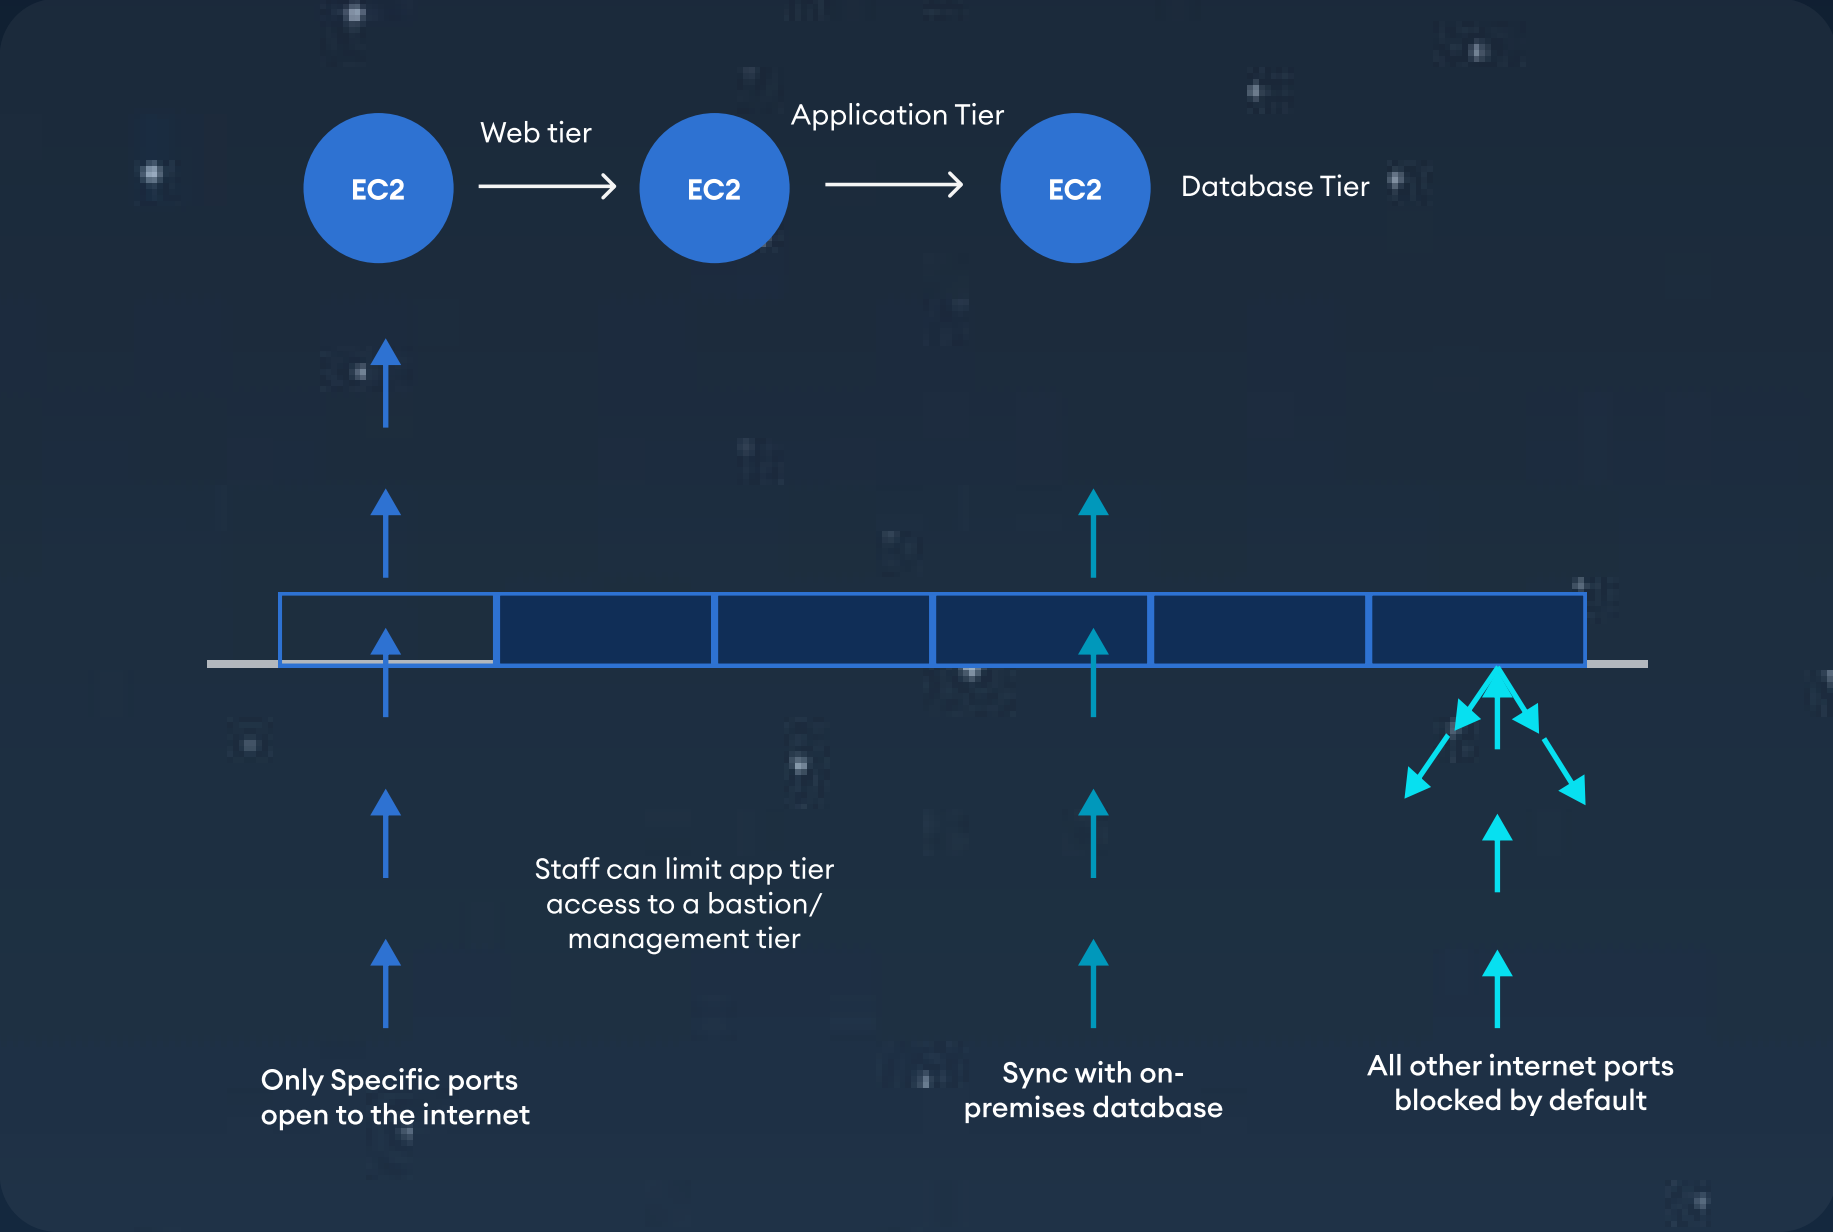 EC2
Web tier
EC2
Application Tier
EC2
Database Tier
Staff can limit app tier
access to a bastion/
management tier
Only Specific ports
open to the internet
Sync with on-
premises database
All other internet ports
blocked by default